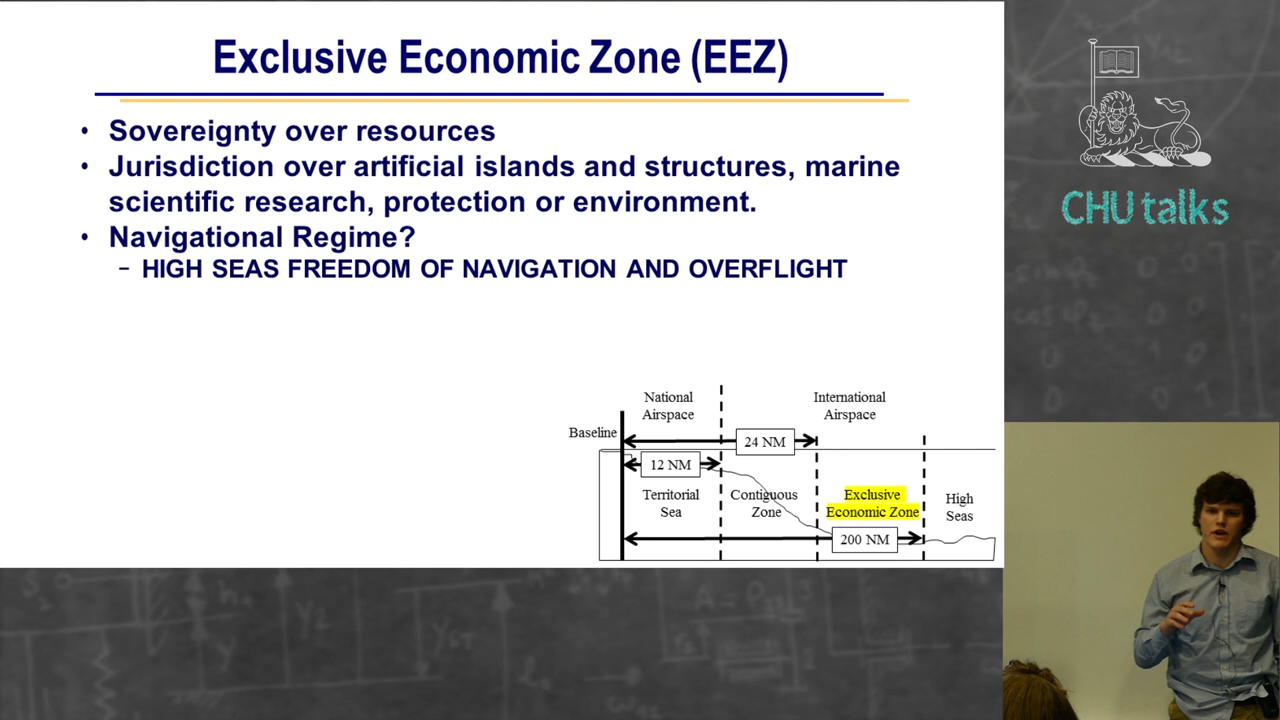 Exclusive Economic Zone (EEZ)
• Sovereignty over resources
• Jurisdiction over artificial islands and structures, marine
scientific research, protection or environment.
• Navigational Regime?
– HIGH SEAS FREEDOM OF NAVIGATION AND OVERFLIGHT
National
Airspace
International
Airspace
Baseline
24 NM
12 NM
Territorial
Sea
Contiguous
Zone
Exclusive
Economic Zone
High
Seas
200 NM
CHU talks